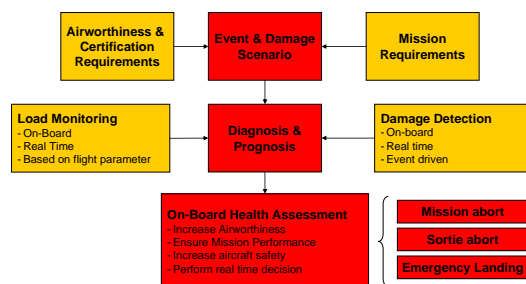 Airworthiness &
Certification
Requirements
Event & Damage
Scenario
Mission
Requirements
Load Monitoring
- On-Board
- Real Time
- Based on flight parameter
Diagnosis &
Prognosis
Damage Detection
- On-board
- Real time
- Event driven
On-Board Health Assessment
- Increase Airworthiness
- Ensure Mission Performance
- Increase aircraft safety
- Perform real time decision
Mission abort
Sortie abort
Emergency Landing